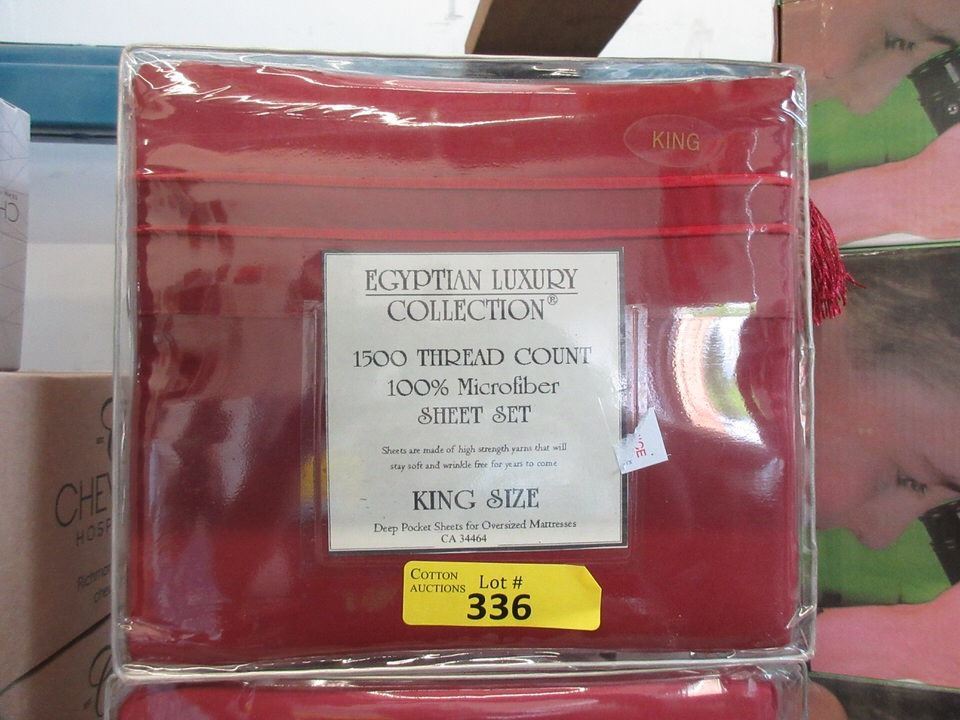 KING
EGYPTIAN LUXURY
COLLECTION®
1500 THREAD COUNT
100% Microfiber
SHEET SET
Sheets are made of high strength yarns that will
stay soft and wrinkle free for years to come
KING SIZE
Deep Pocket Sheets for Oversized Mattresses
CA 34464
COTTON
AUCTIONS
Lot #
336
CHE
HOSP
Richmon